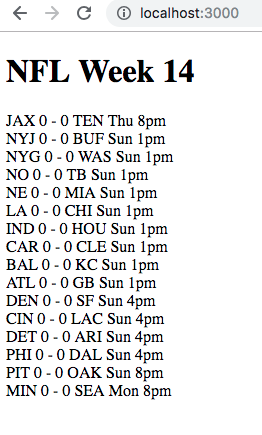 localhost:3000
NFL Week 14
JAX 0 - 0 TEN Thu 8pm
NYJ 0 - 0 BUF Sun 1pm
NYG 0 - 0 WAS Sun 1pm
NO 0 - 0 TB Sun 1pm
NE 0 - 0 MIA Sun 1pm
LA 0 - 0 CHI Sun 1pm
IND 0 - 0 HOU Sun 1pm
CAR 0 - 0 CLE Sun 1pm
BAL 0 - 0 KC Sun 1pm
ATL 0 - 0 GB Sun 1pm
DEN 0 - 0 SF Sun 4pm
CIN 0 - 0 LAC Sun 4pm
DET 0 - 0 ARI Sun 4pm
PHI 0 - 0 DAL Sun 4pm
PIT 0 - 0 OAK Sun 8pm
MIN 0 - 0 SEA Mon 8pm